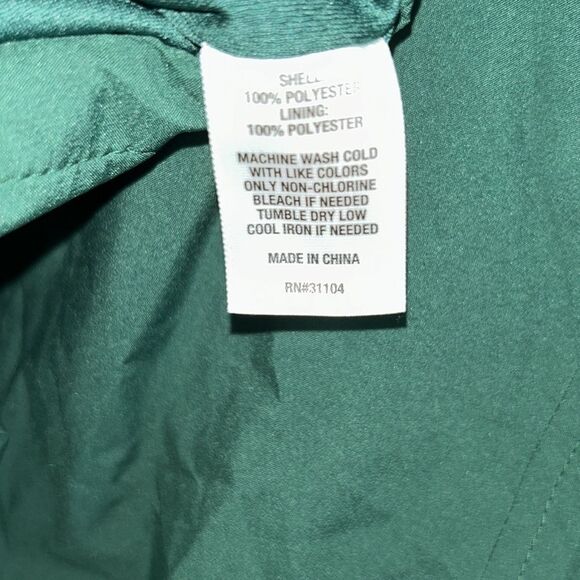 SHELL
100% POLYESTER
LINING:
100% POLYESTER
MACHINE WASH COLD
WITH LIKE COLORS
ONLY NON-CHLORINE
BLEACH IF NEEDED
TUMBLE DRY LOW
COOL IRON IF NEEDED
MADE IN CHINA
RN#31104